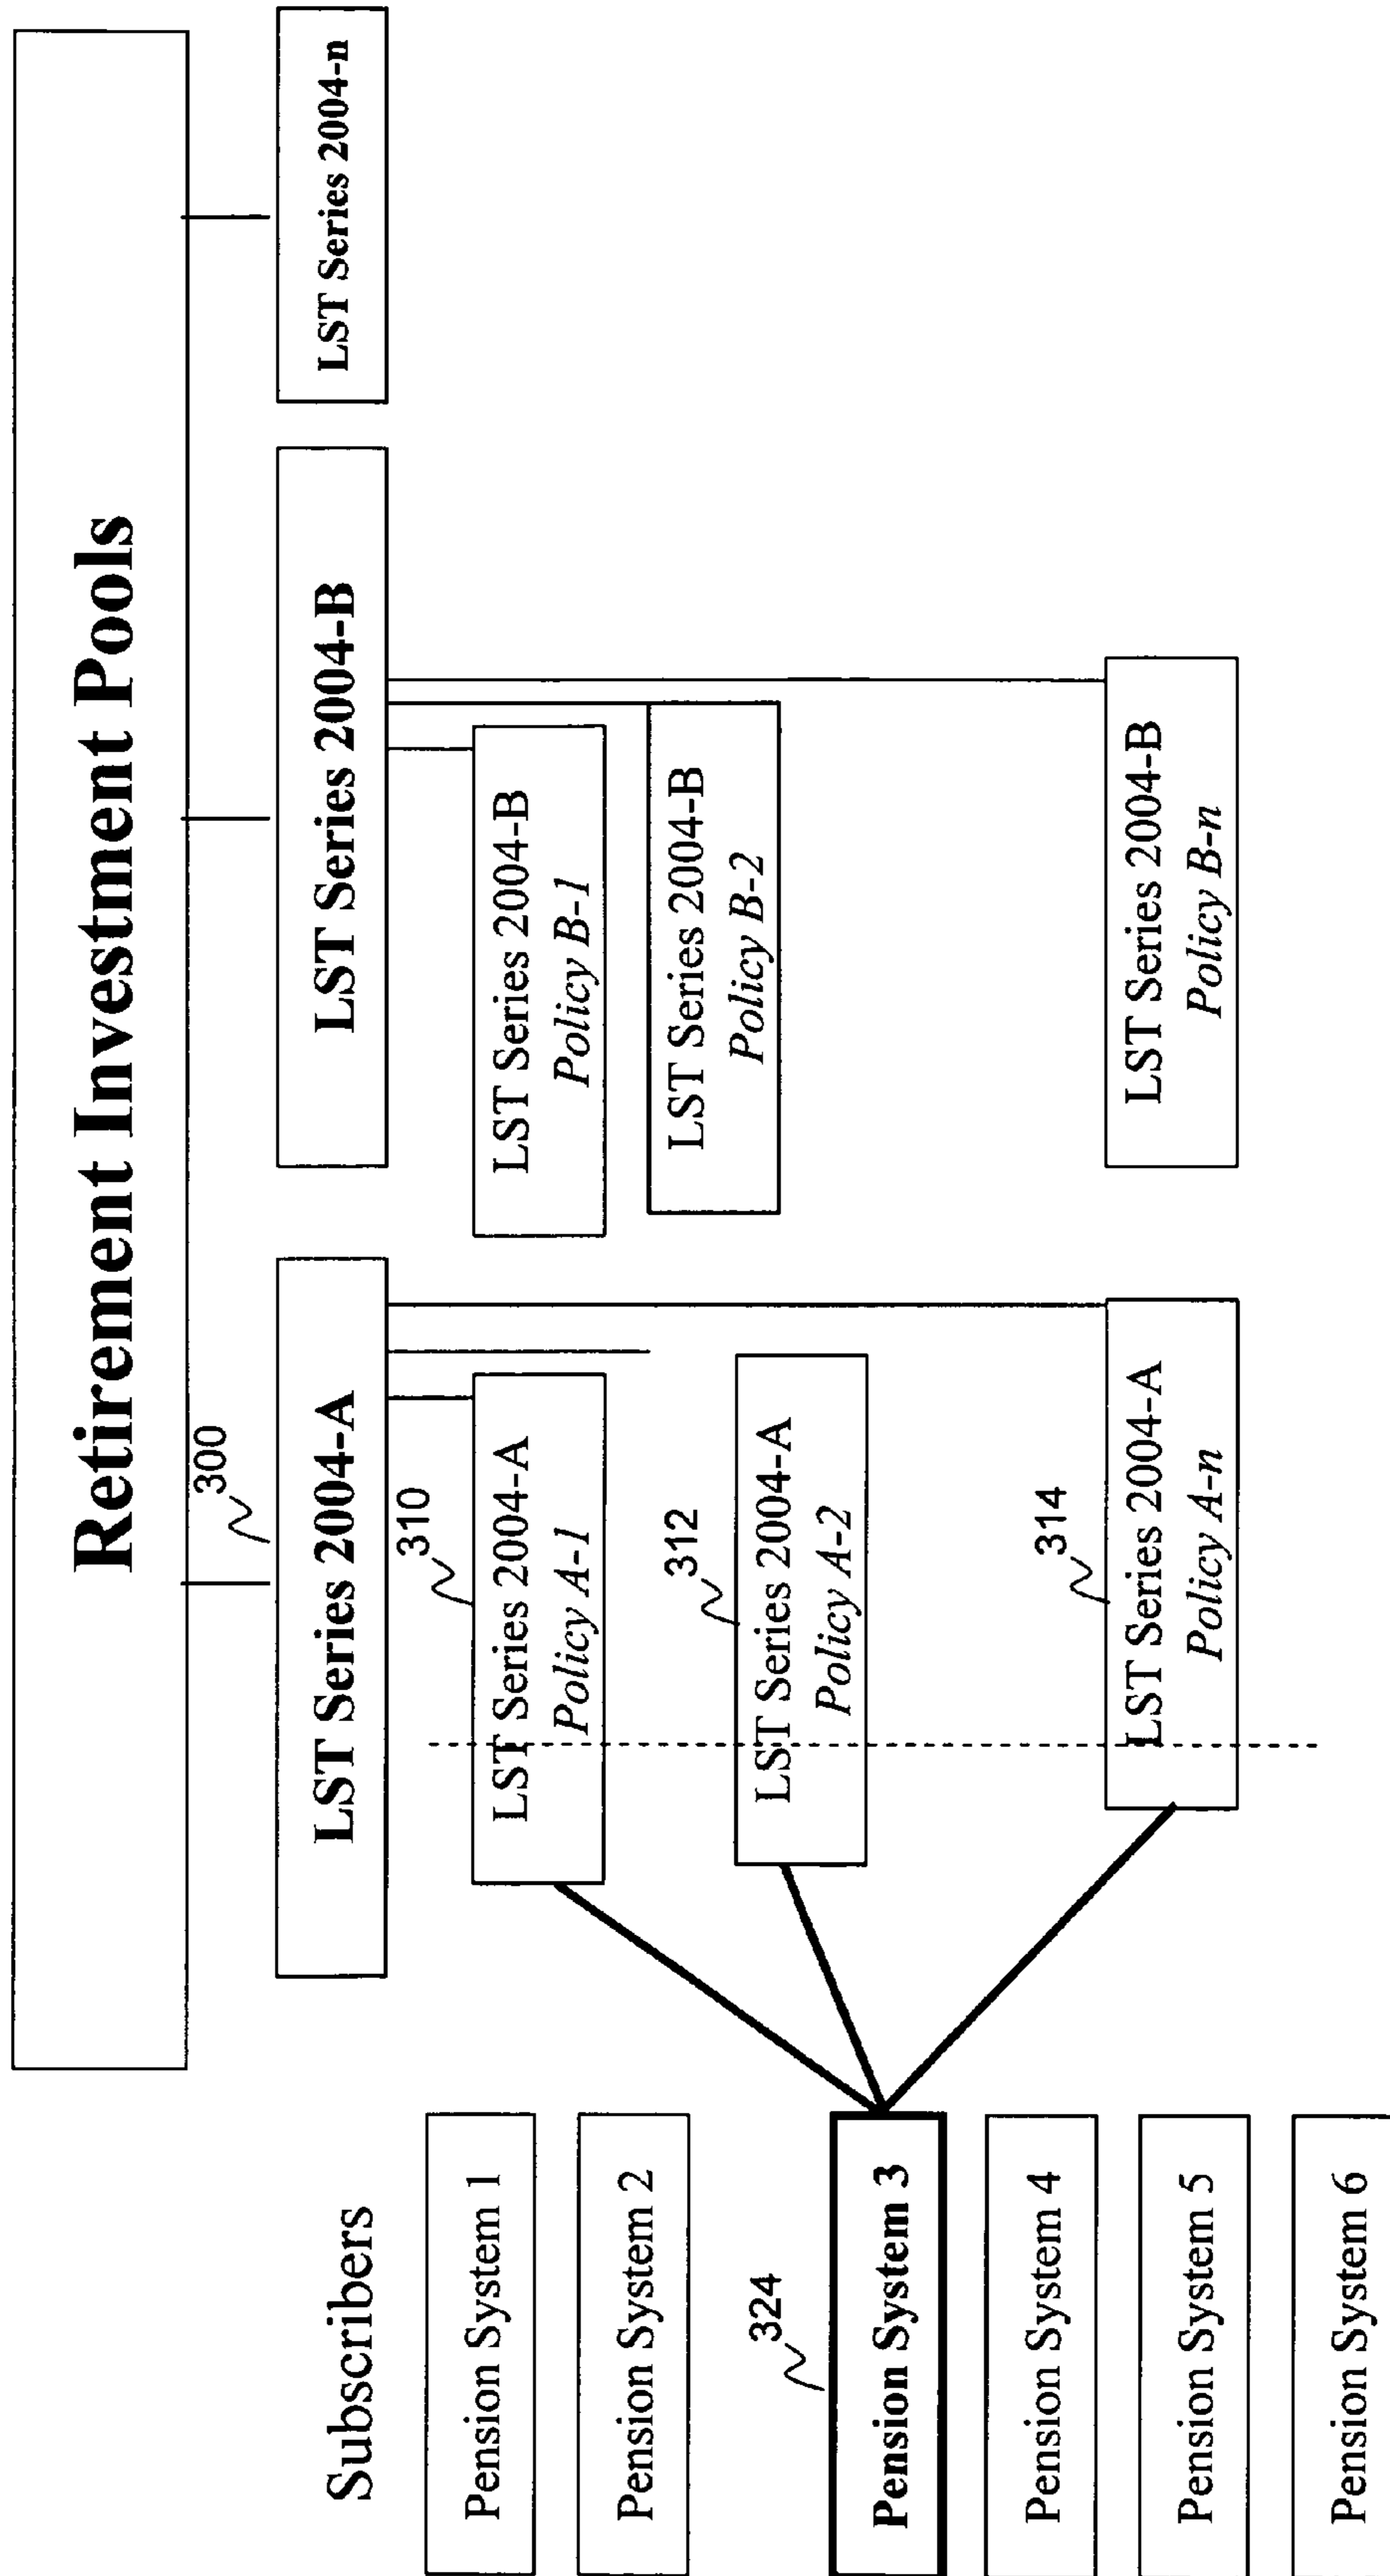 Retirement Investment Pools
Subscribers
300
LST Series 2004-A
LST Series 2004-B
LST Series 2004-n
Pension System 1
310
LST Series 2004-A
Policy A-1
LST Series 2004-B
Policy B-1
Pension System 2
LST Series 2004-B
Policy B-2
312
LST Series 2004-A
Policy A-2
324
Pension System 3
Pension System 4
314
LST Series 2004-A
Policy A-n
LST Series 2004-B
Policy B-n
Pension System 5
Pension System 6